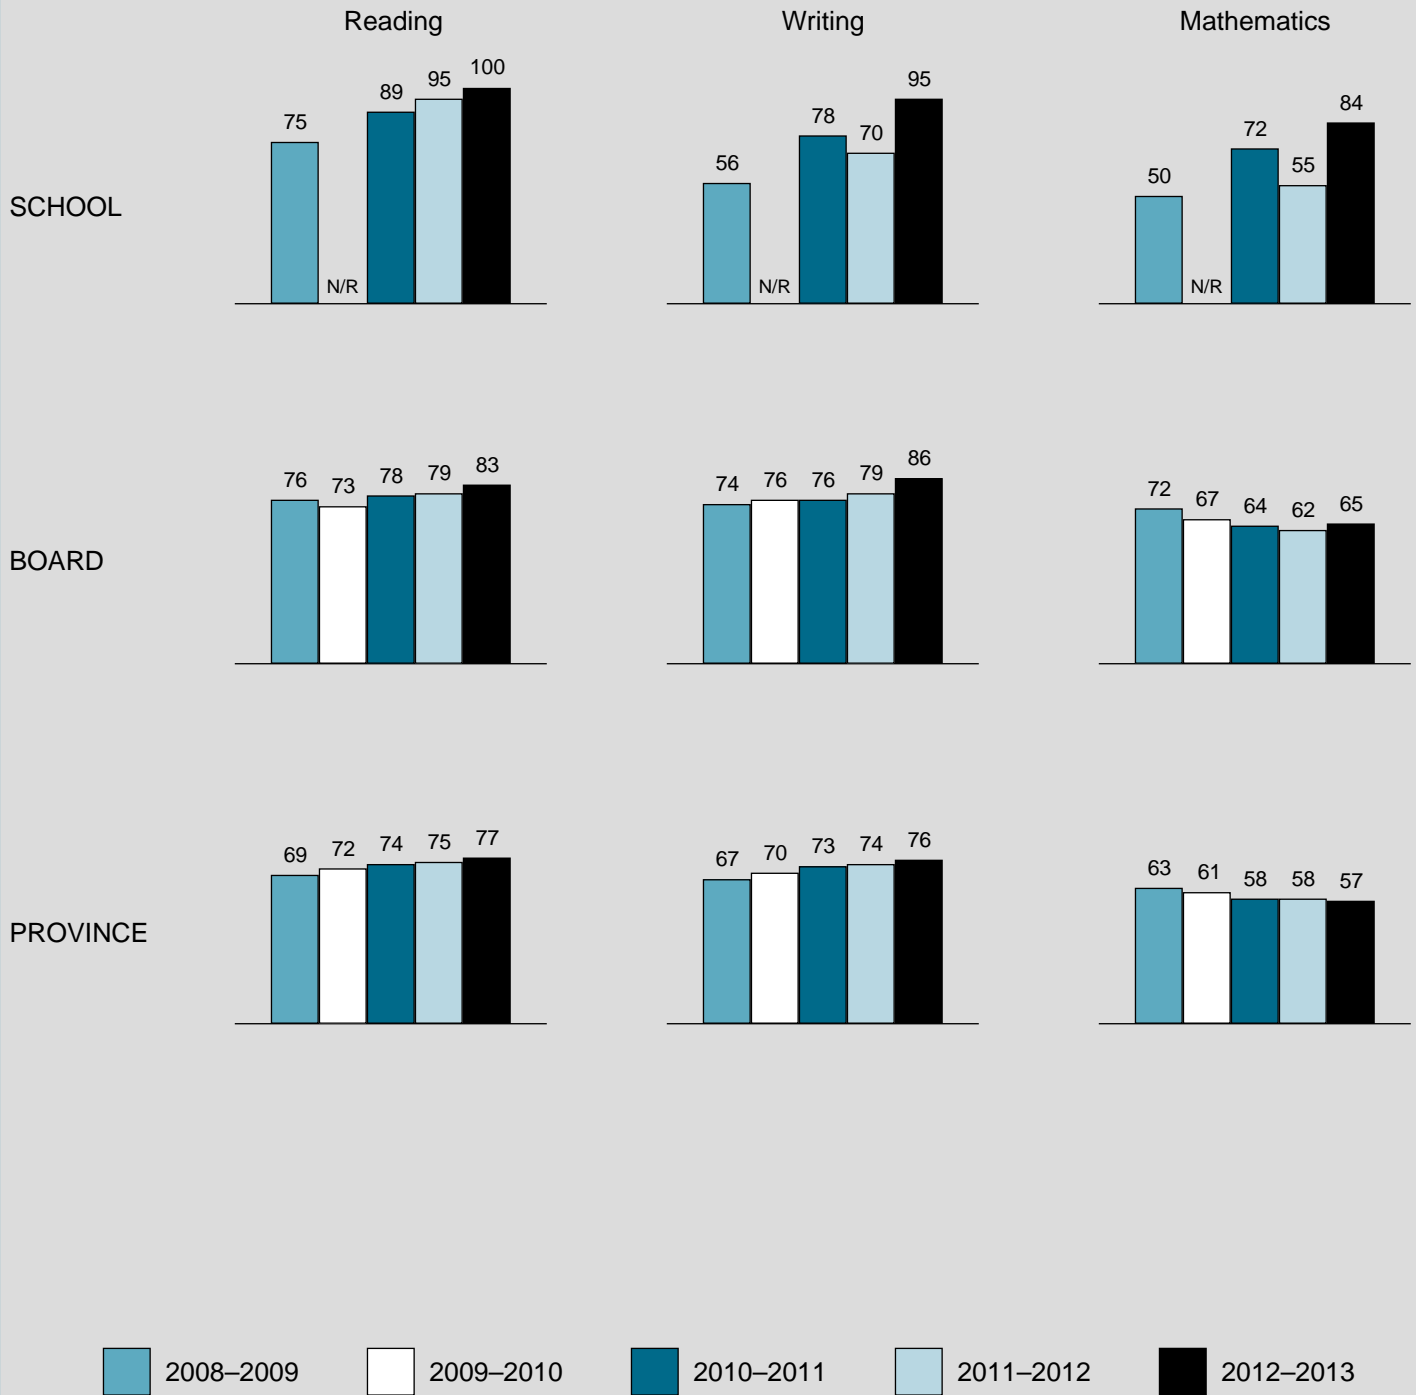 Reading Writing Mathematics
SCHOOL
75 N/R 89 95 100
56 N/R 78 70 95
50 N/R 72 55 84
BOARD
76 73 78 79 83
74 76 76 79 86
72 67 64 62 65
PROVINCE
69 72 74 75 77
67 70 73 74 76
63 61 58 58 57
2008–2009 2009–2010 2010–2011 2011–2012 2012–2013